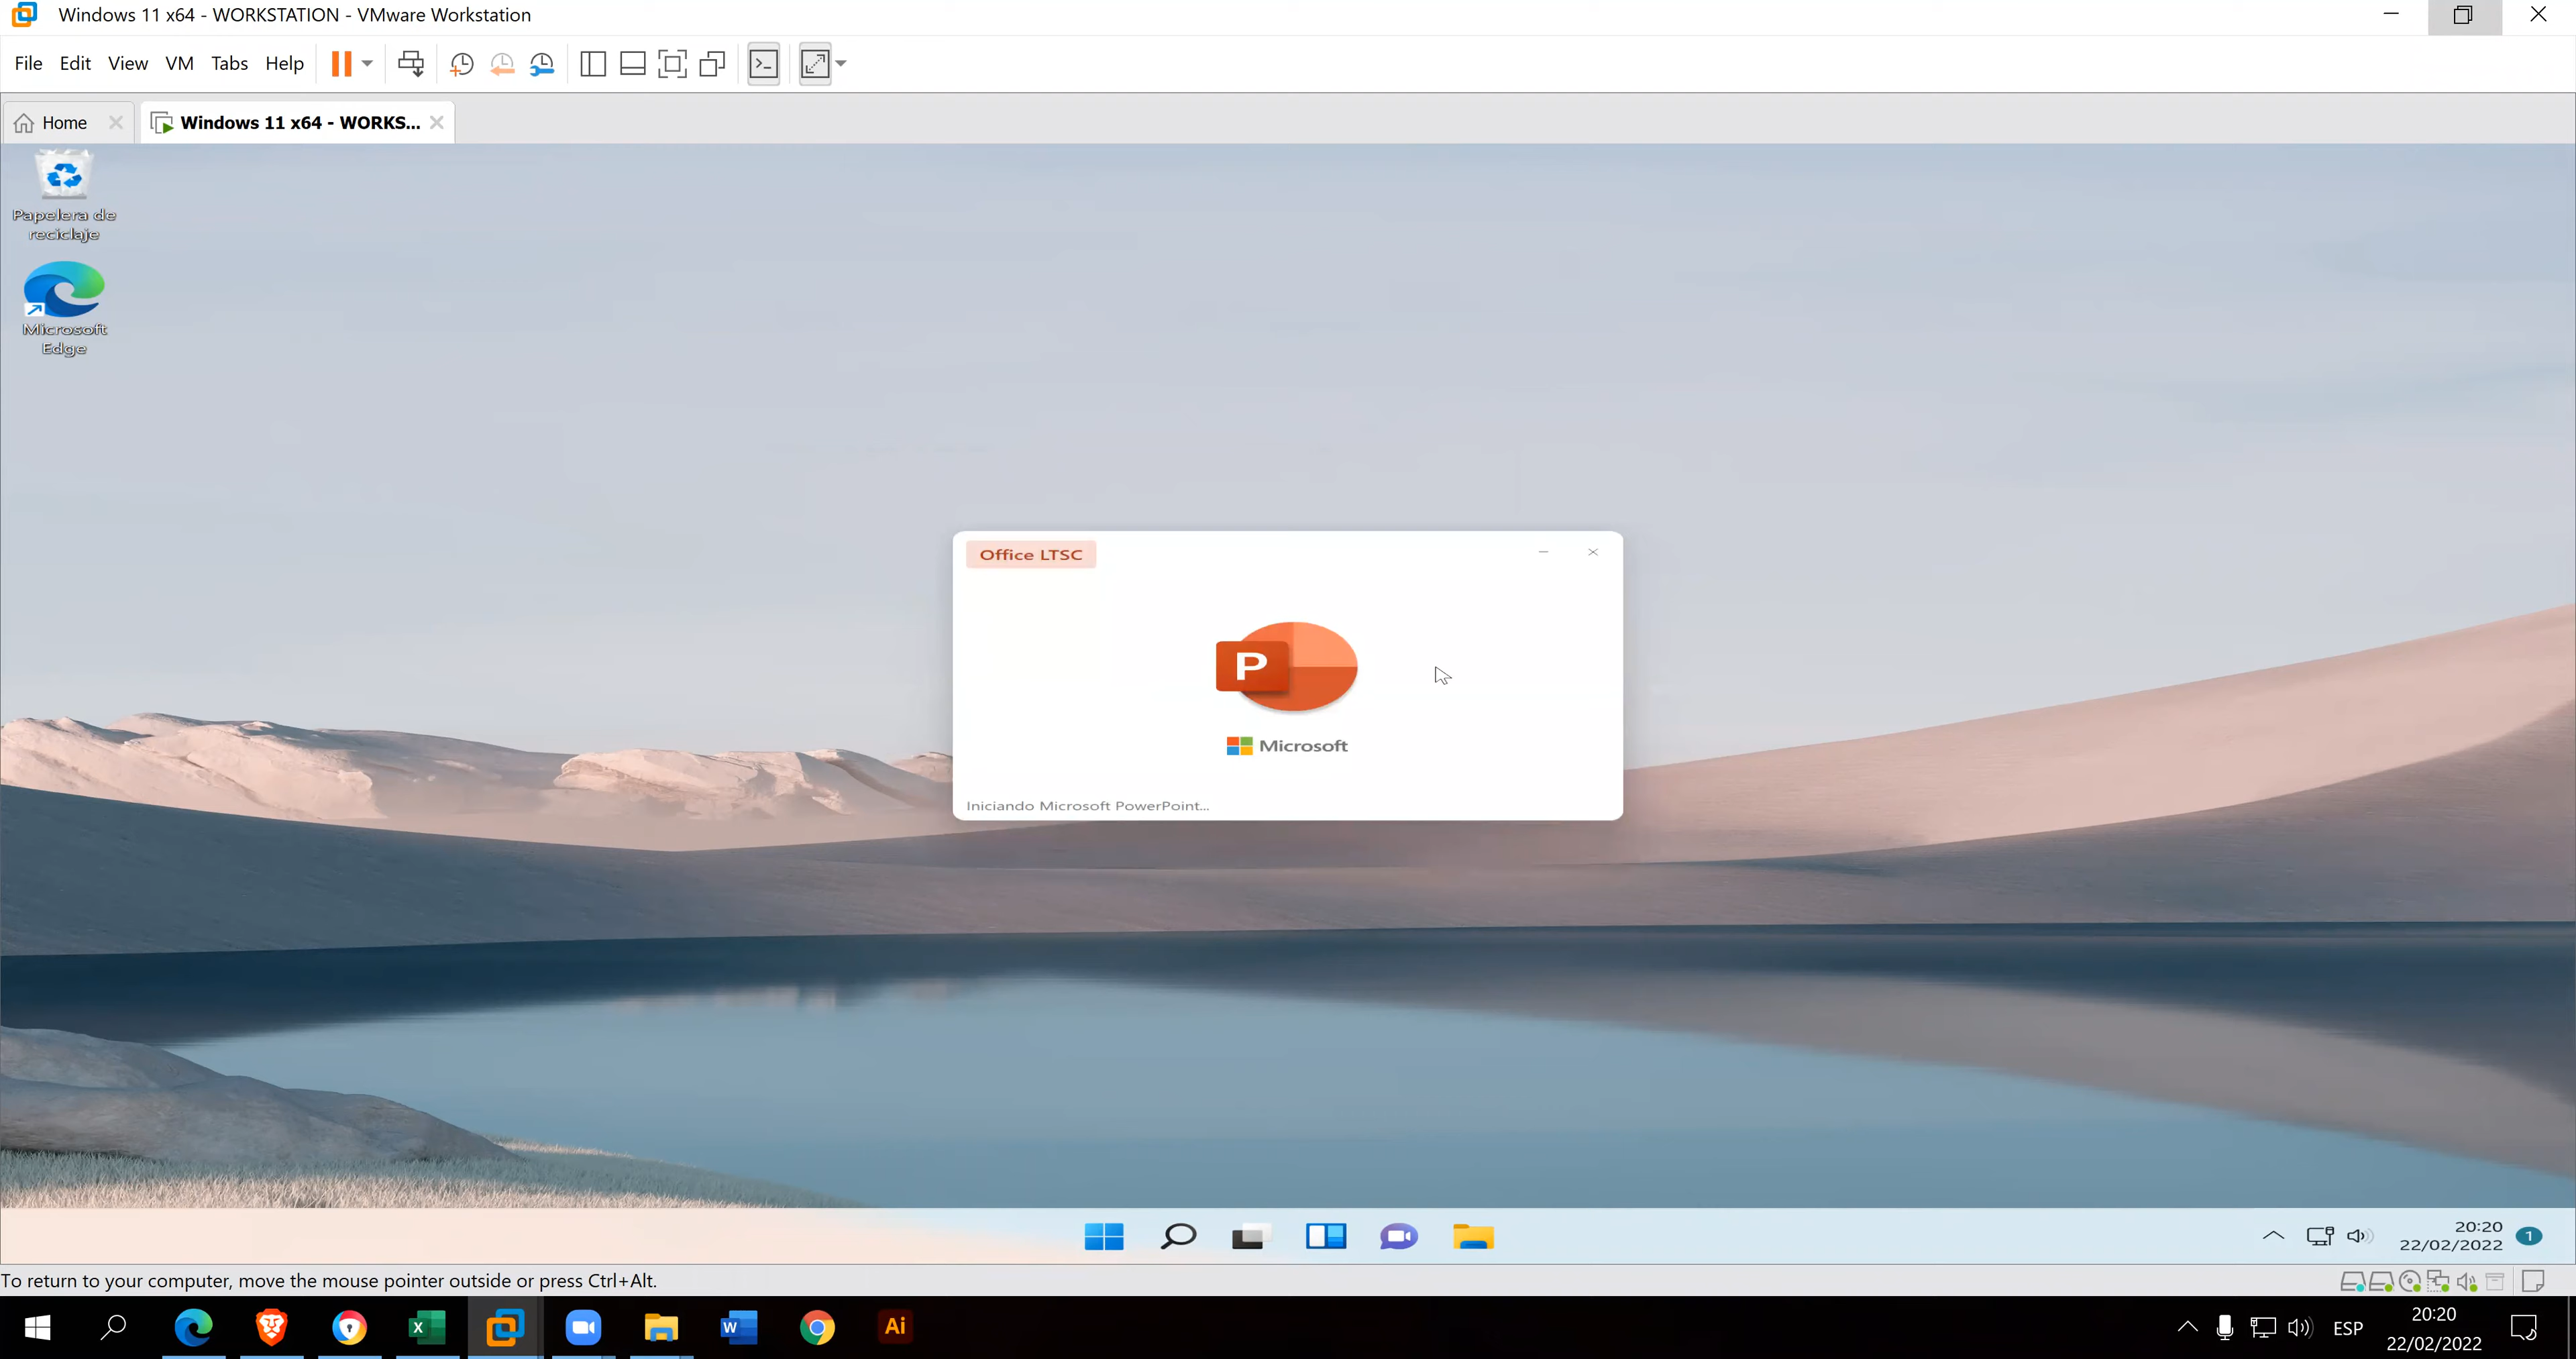 Windows 11 x64 - WORKSTATION - VMware Workstation
File Edit View VM Tabs Help
Home
Windows 11 x64 - WORKS...
Papelera de
reciclaje
Microsoft
Edge
Office LTSC
P
Microsoft
Iniciando Microsoft PowerPoint...
20:20
22/02/2022
1
To return to your computer, move the mouse pointer outside or press Ctrl+Alt.
X
W
Ai
ESP
20:20
22/02/2022